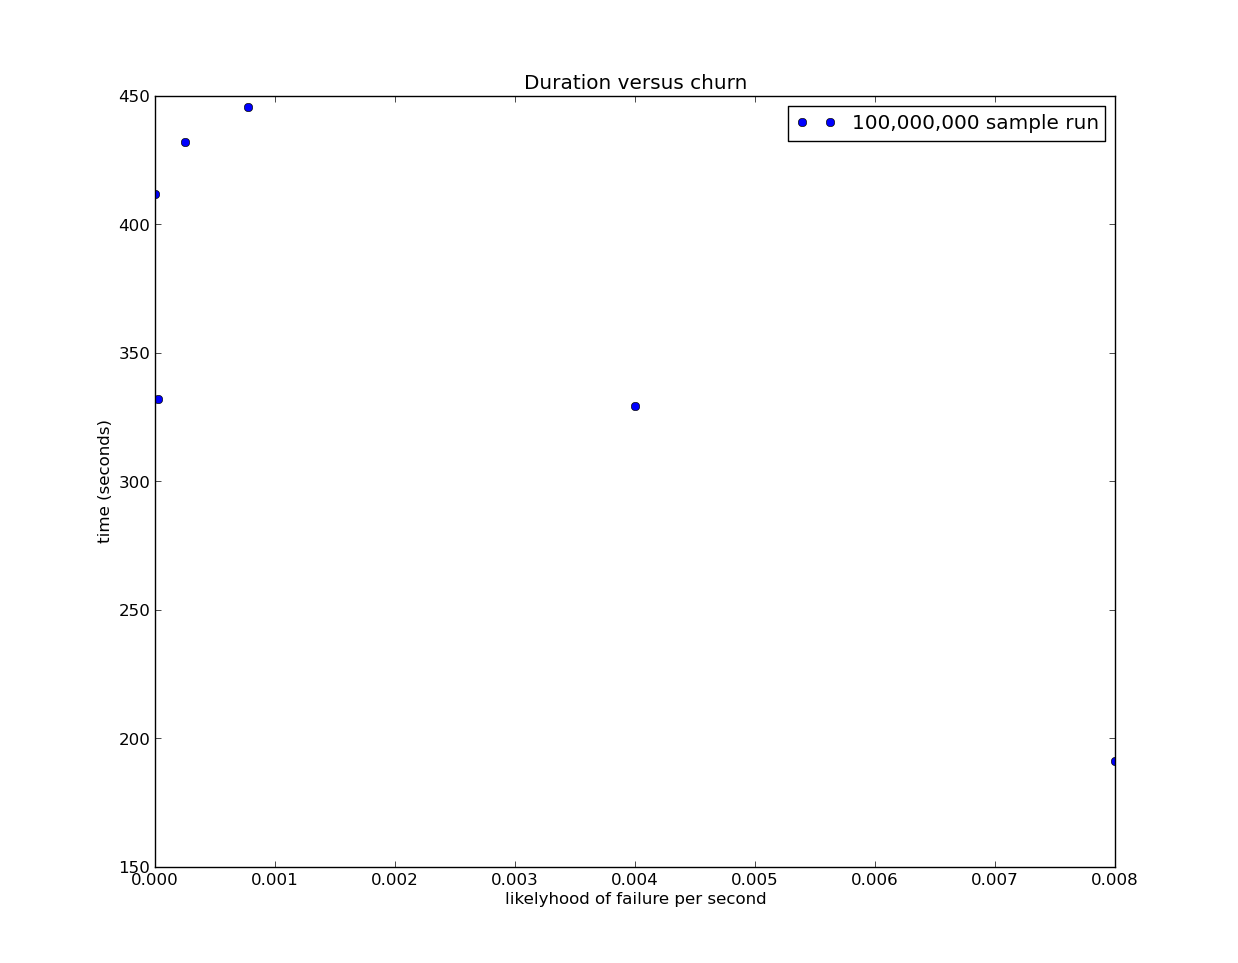 Duration versus churn
100,000,000 sample run
450
400
350
300
250
200
150
time (seconds)
0.000 0.001 0.002 0.003 0.004 0.005 0.006 0.007 0.008
likelyhood of failure per second